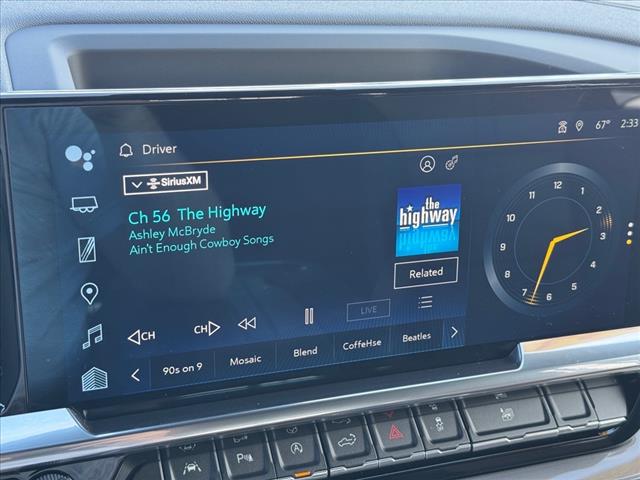 67° 2:33
Driver
SiriusXM
Ch 56 The Highway
Ashley McBryde
Ain't Enough Cowboy Songs
the
highway
Related
CH CH LIVE
90s on 9 Mosaic Blend CoffeHse Beatles
12
11 1
10 2
9 3
8 4
7 5
6
P
A